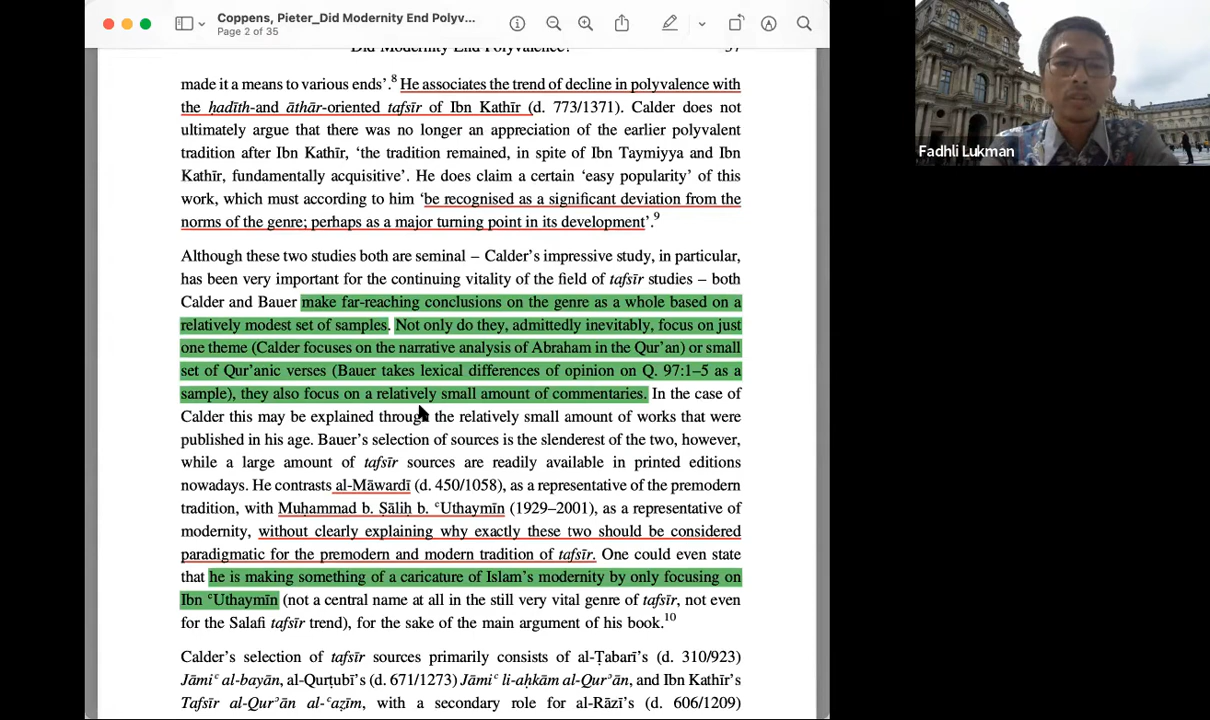 Coppens, Pieter_Did Modernity End Polyv...
Page 2 of 35
Did Modernity End Polyvalence?
37
made it a means to various ends’.8 He associates the trend of decline in polyvalence with
the ḥadīth-and āthār-oriented tafsīr of Ibn Kathīr (d. 773/1371). Calder does not
ultimately argue that there was no longer an appreciation of the earlier polyvalent
tradition after Ibn Kathīr, ‘the tradition remained, in spite of Ibn Taymiyya and Ibn
Kathīr, fundamentally acquisitive’. He does claim a certain ‘easy popularity’ of this
work, which must according to him ‘be recognised as a significant deviation from the
norms of the genre; perhaps as a major turning point in its development’.9
Although these two studies both are seminal – Calder’s impressive study, in particular,
has been very important for the continuing vitality of the field of tafsīr studies – both
Calder and Bauer make far-reaching conclusions on the genre as a whole based on a
relatively modest set of samples. Not only do they, admittedly inevitably, focus on just
one theme (Calder focuses on the narrative analysis of Abraham in the Qur’an) or small
set of Qur’anic verses (Bauer takes lexical differences of opinion on Q. 97:1–5 as a
sample), they also focus on a relatively small amount of commentaries. In the case of
Calder this may be explained through the relatively small amount of works that were
published in his age. Bauer’s selection of sources is the slenderest of the two, however,
while a large amount of tafsīr sources are readily available in printed editions
nowadays. He contrasts al-Māwardī (d. 450/1058), as a representative of the premodern
tradition, with Muḥammad b. Ṣāliḥ b. ʿUthaymīn (1929–2001), as a representative of
modernity, without clearly explaining why exactly these two should be considered
paradigmatic for the premodern and modern tradition of tafsīr. One could even state
that he is making something of a caricature of Islam’s modernity by only focusing on
Ibn ʿUthaymīn (not a central name at all in the still very vital genre of tafsīr, not even
for the Salafi tafsīr trend), for the sake of the main argument of his book.10
Calder’s selection of tafsīr sources primarily consists of al-Ṭabarī’s (d. 310/923)
Jāmiʿ al-bayān, al-Qurṭubī’s (d. 671/1273) Jāmiʿ li-aḥkām al-Qurʾān, and Ibn Kathīr’s
Tafsīr al-Qurʾān al-ʿaẓīm, with a secondary role for al-Rāzī’s (d. 606/1209)
Fadhli Lukman